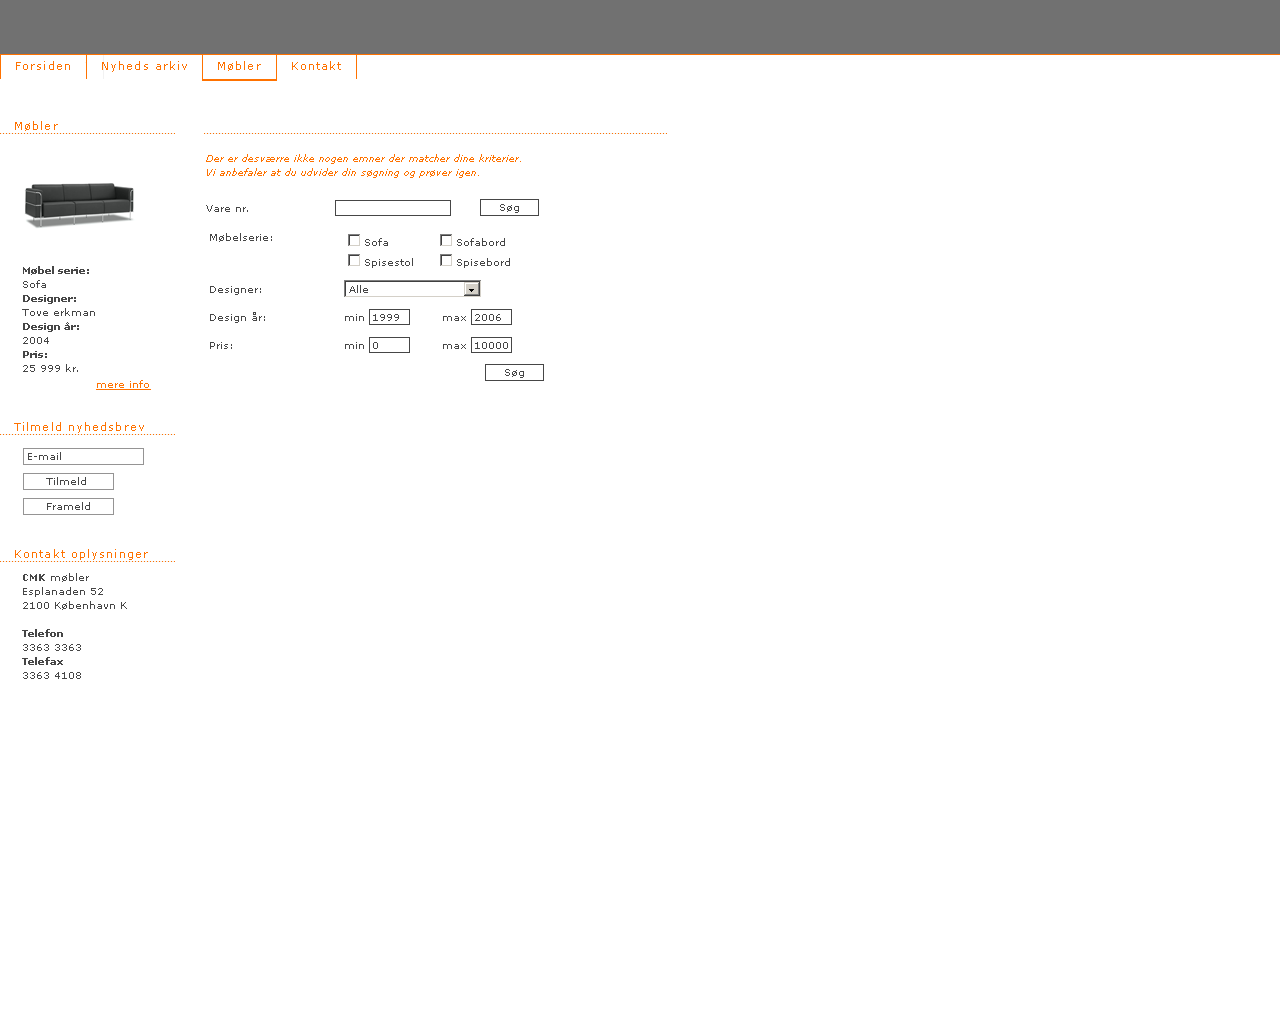 Forsiden Nyheds arkiv Møbler Kontakt
Møbler
Møbel serie:
Sofa
Designer:
Tove erkman
Design år:
2004
Pris:
25 999 kr.
mere info
Tilmeld nyhedsbrev
E-mail
Tilmeld
Frameld
Kontakt oplysninger
CMK møbler
Esplanaden 52
2100 København K
Telefon
3363 3363
Telefax
3363 4108
Der er desværre ikke nogen emner der matcher dine kriterier.
Vi anbefaler at du udvider din søgning og prøver igen.
Vare nr. Søg
Møbelserie: Sofa Sofabord
Spisestol Spisebord
Designer: Alle
Design år: min 1999 max 2006
Pris: min 0 max 10000
Søg